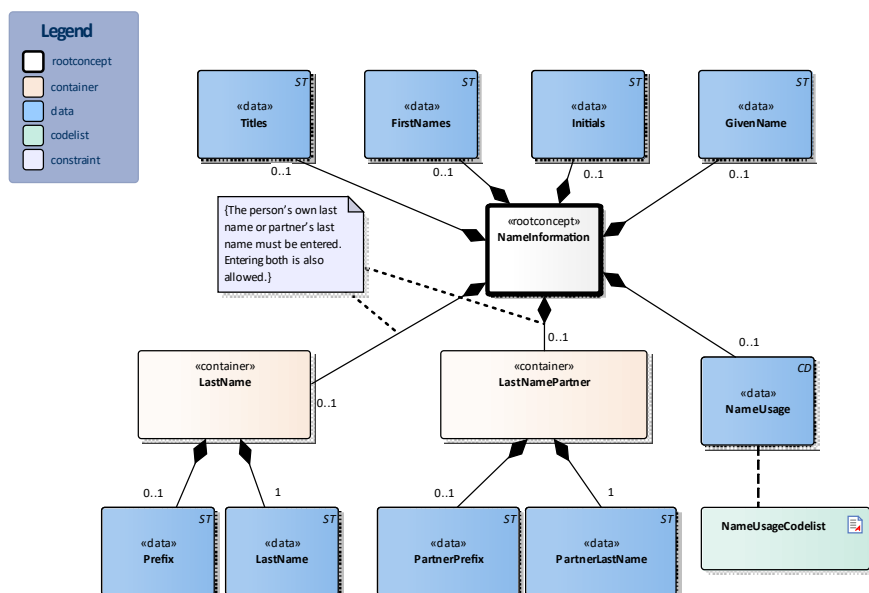 Legend
rootconcept
container
data
codelist
constraint
ST
«data»
Titles
0..1
ST
«data»
FirstNames
0..1
ST
«data»
Initials
0..1
ST
«data»
GivenName
0..1
{The person's own last
name or partner's last
name must be entered.
Entering both is also
allowed.}
«rootconcept»
NameInformation
«container»
LastName
0..1
«container»
LastNamePartner
0..1
CD
«data»
NameUsage
0..1
ST
«data»
Prefix
0..1
ST
«data»
LastName
1
ST
«data»
PartnerPrefix
0..1
ST
«data»
PartnerLastName
1
NameUsageCodelist